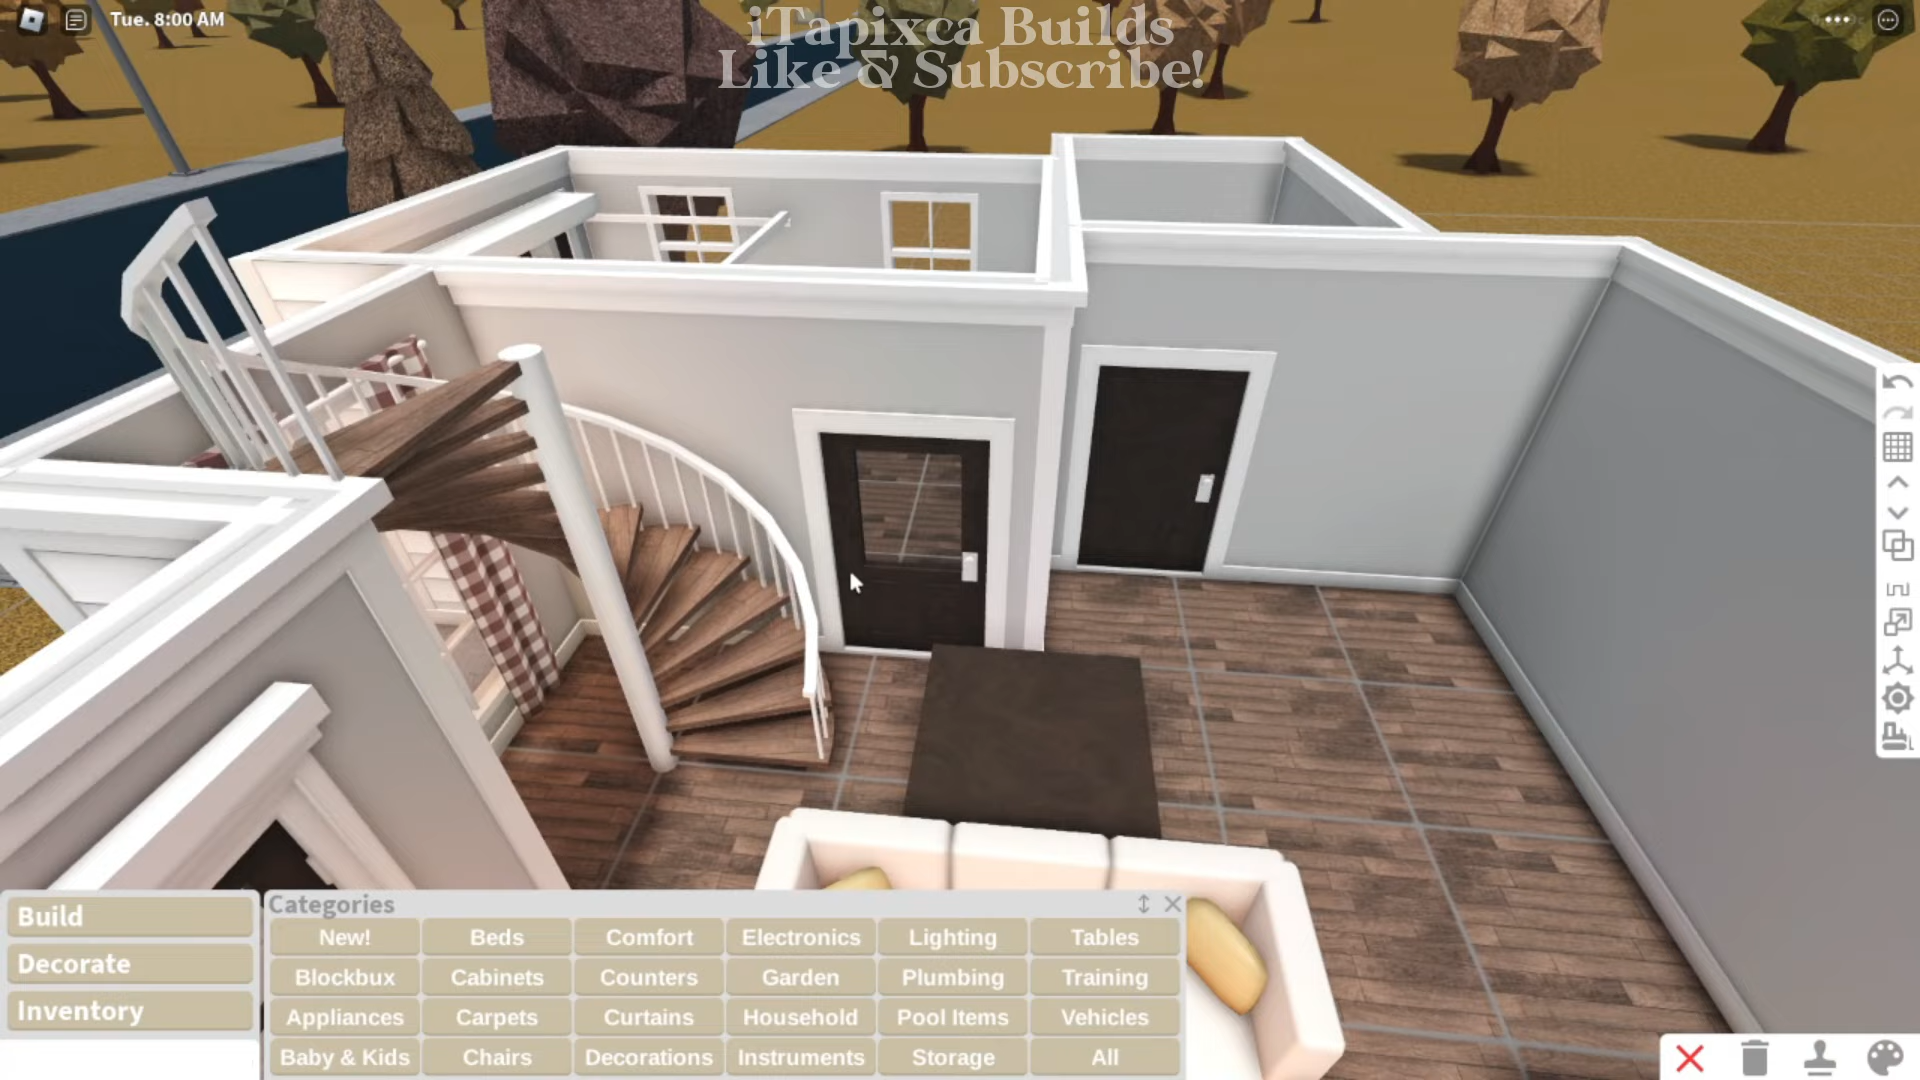 Tue. 8:00 AM
iTapixca Builds
Like & Subscribe!
Build
Decorate
Inventory
Categories
New! Beds Comfort Electronics Lighting Tables
Blockbux Cabinets Counters Garden Plumbing Training
Appliances Carpets Curtains Household Pool Items Vehicles
Baby & Kids Chairs Decorations Instruments Storage All